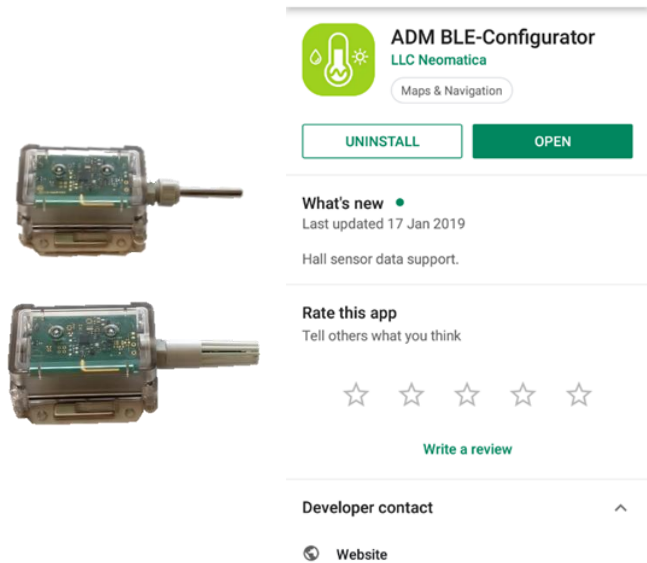 ADM BLE-Configurator
LLC Neomatica
Maps & Navigation
UNINSTALL
OPEN
What's new
Last updated 17 Jan 2019
Hall sensor data support.
Rate this app
Tell others what you think
Write a review
Developer contact
Website